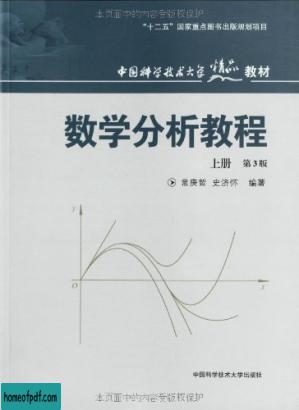 本页面中的内容受版权保护
"十二五"国家重点图书出版规划项目
中国科学技术大学 精品 教材
数学分析教程
上册 第3版
常庚哲 史济怀 编著
y
O
x
中国科学技术大学出版社
homeofpdf.com
本页面中的内容受版权保护